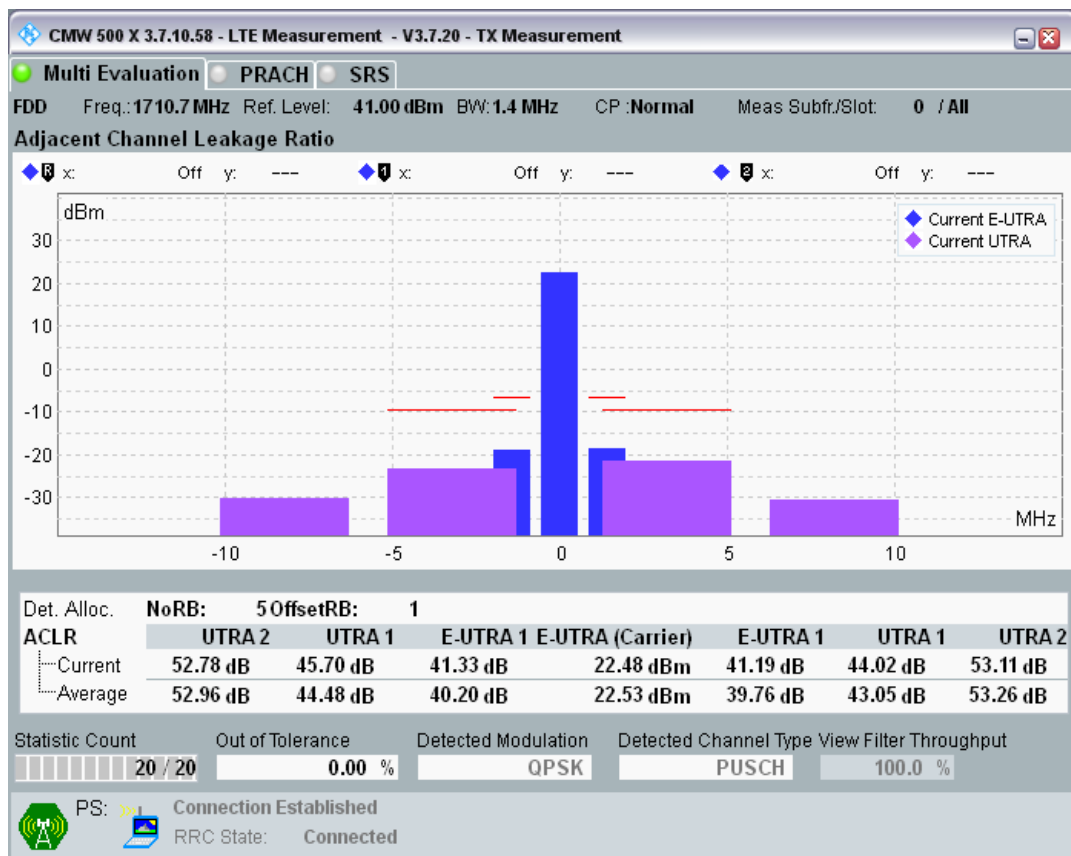 CMW 500 X 3.7.10.58 - LTE Measurement - V3.7.20 - TX Measurement
Multi Evaluation PRACH SRS
FDD Freq.:1710.7 MHz Ref. Level: 41.00 dBm BW:1.4 MHz CP :Normal Meas Subfr./Slot: 0 / All
Adjacent Channel Leakage Ratio
R x: Off y: --- 1 x: Off y: --- 2 x: Off y: ---
dBm
Current E-UTRA
Current UTRA
30
20
10
0
-10
-20
-30
MHz
-10 -5 0 5 10
Det. Alloc. NoRB: 5 OffsetRB: 1
ACLR UTRA 2 UTRA 1 E-UTRA 1 E-UTRA (Carrier) E-UTRA 1 UTRA 1 UTRA 2
Current 52.78 dB 45.70 dB 41.33 dB 22.48 dBm 41.19 dB 44.02 dB 53.11 dB
Average 52.96 dB 44.48 dB 40.20 dB 22.53 dBm 39.76 dB 43.05 dB 53.26 dB
Statistic Count Out of Tolerance Detected Modulation Detected Channel Type View Filter Throughput
20 / 20 0.00 % QPSK PUSCH 100.0 %
PS: Connection Established
RRC State: Connected